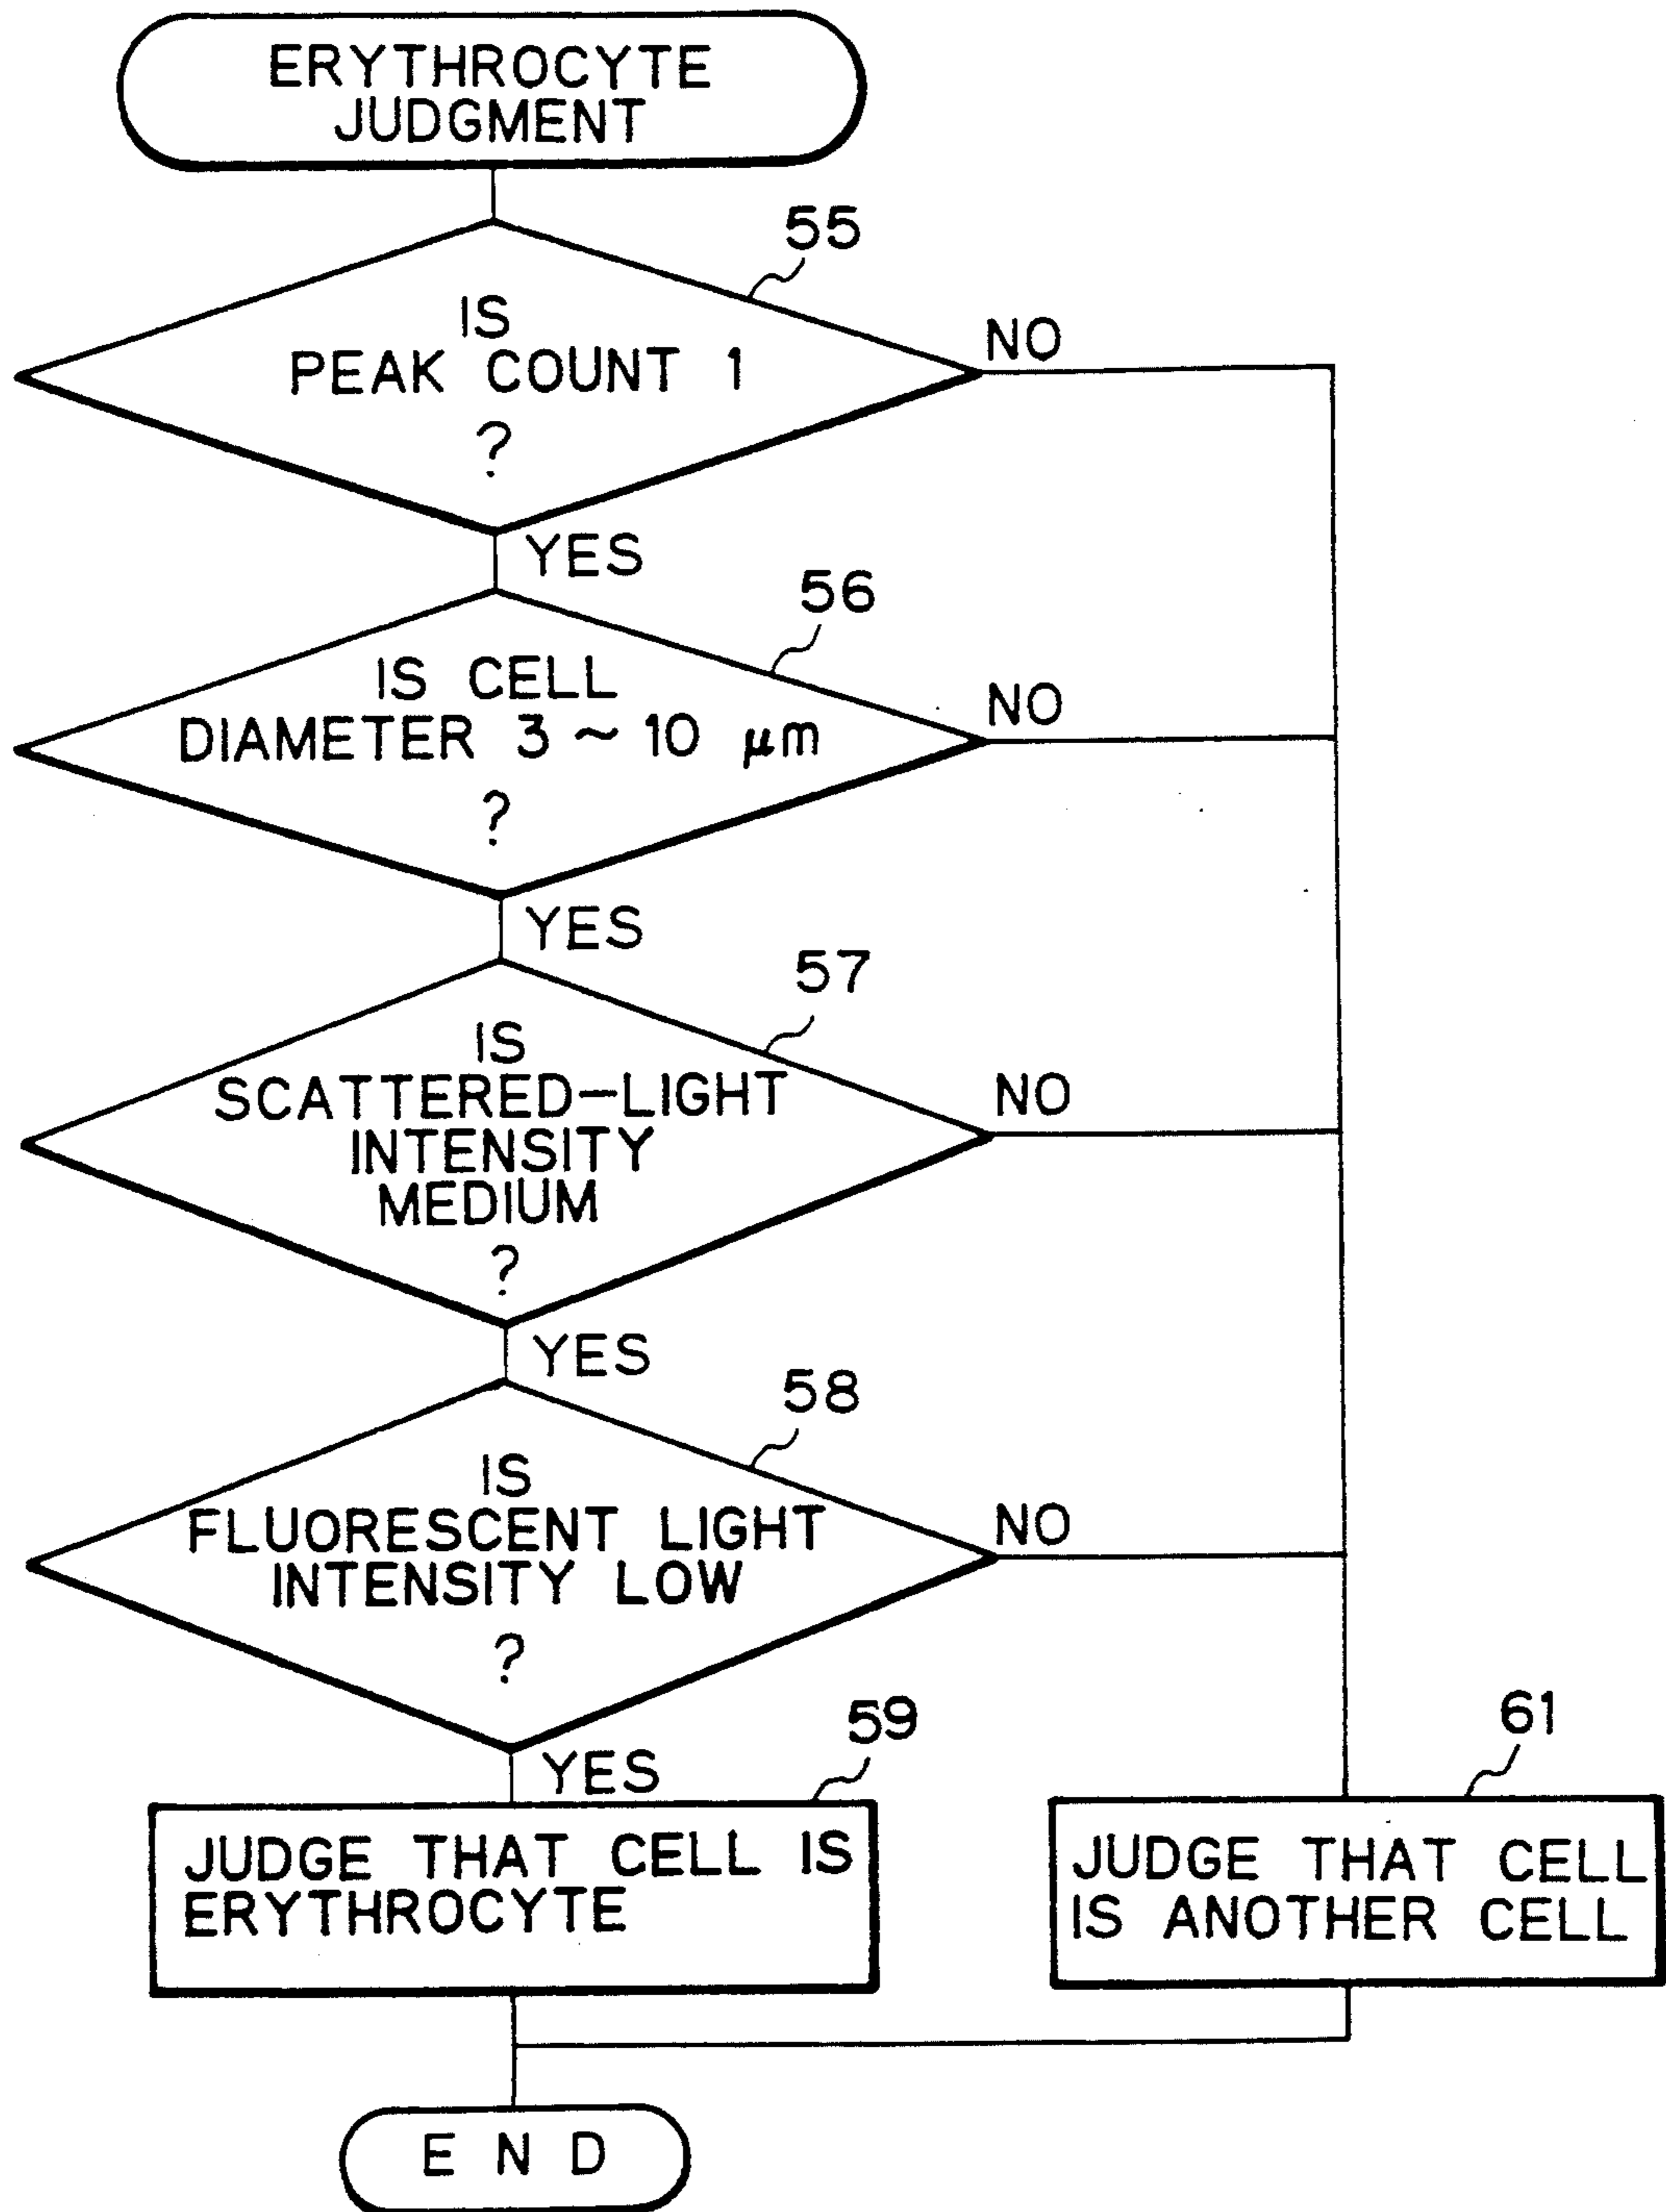 ERYTHROCYTE
JUDGMENT
55
IS
PEAK COUNT 1
?
NO
YES
56
IS CELL
DIAMETER 3 ~ 10 μm
?
NO
YES
57
IS
SCATTERED-LIGHT
INTENSITY
MEDIUM
?
NO
YES
58
IS
FLUORESCENT LIGHT
INTENSITY LOW
?
NO
YES
59
JUDGE THAT CELL IS
ERYTHROCYTE
61
JUDGE THAT CELL
IS ANOTHER CELL
END